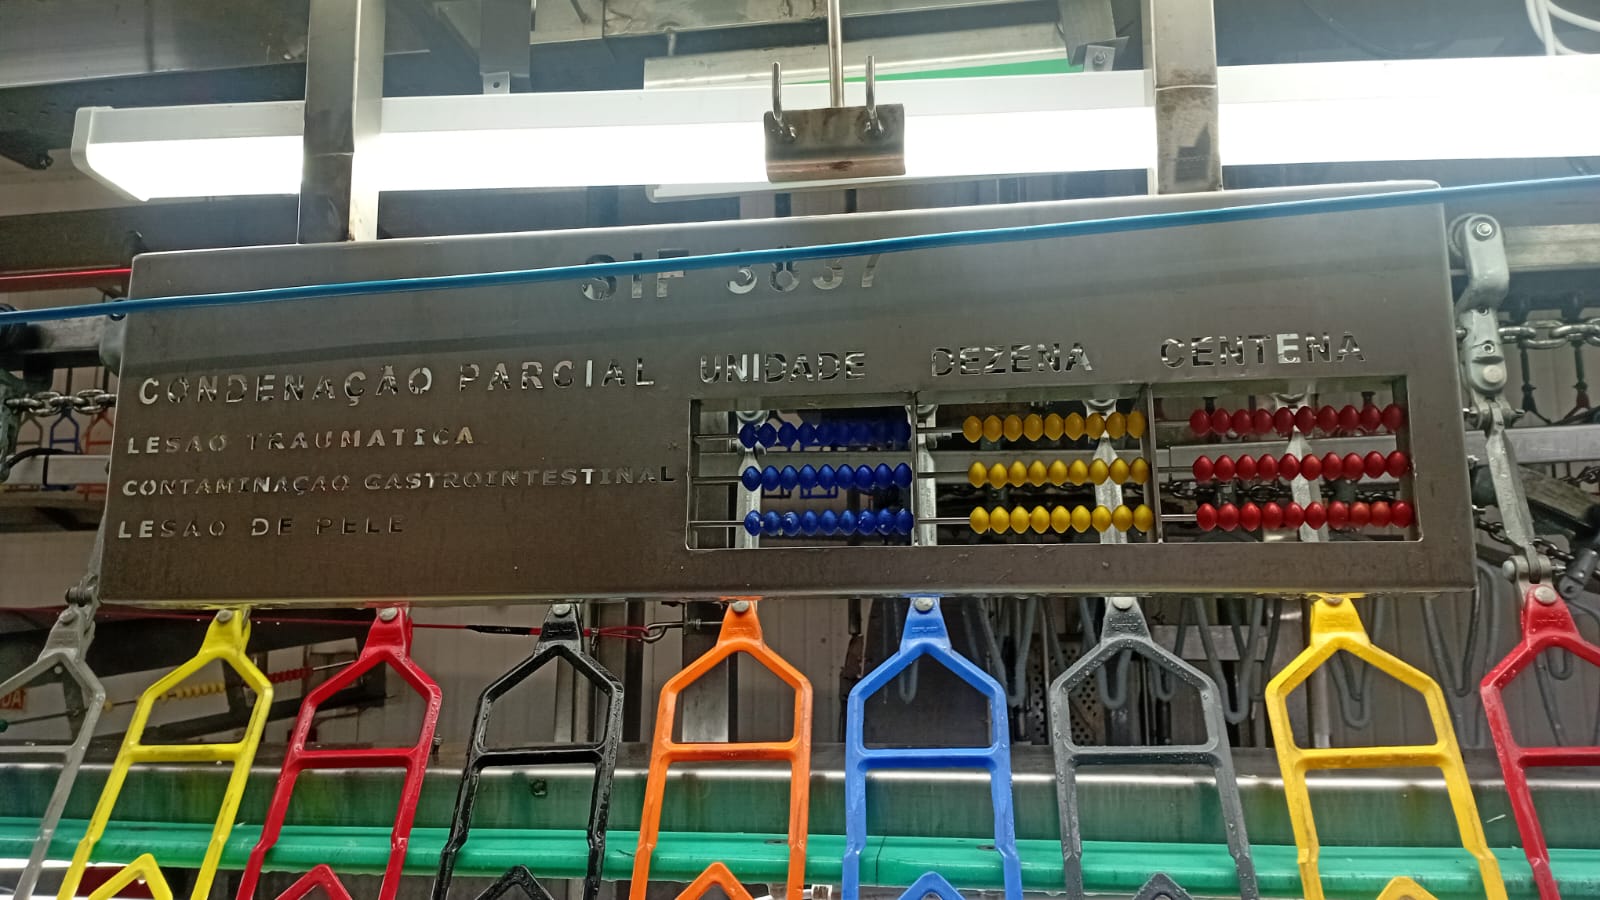 SIF 3837
CONDENAÇÃO PARCIAL UNIDADE DEZENA CENTENA
LESAO TRAUMATICA
CONTAMINAÇAO GASTROINTESTINAL
LESAO DE PELE